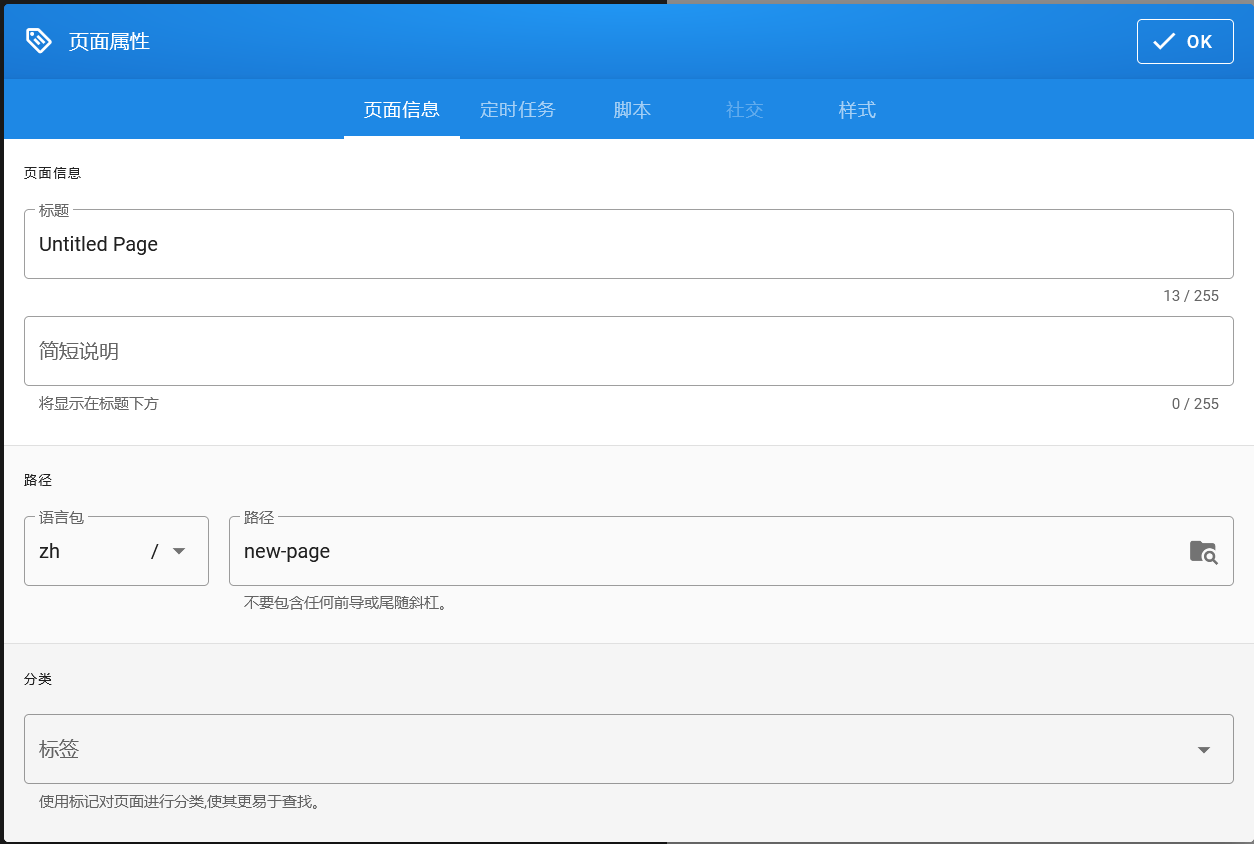 页面属性
OK
页面信息 定时任务 脚本 社交 样式
页面信息
标题
Untitled Page
13 / 255
简短说明
将显示在标题下方 0 / 255
路径
语言包 路径
zh / new-page
不要包含任何前导或尾随斜杠。
分类
标签
使用标记对页面进行分类,使其更易于查找。